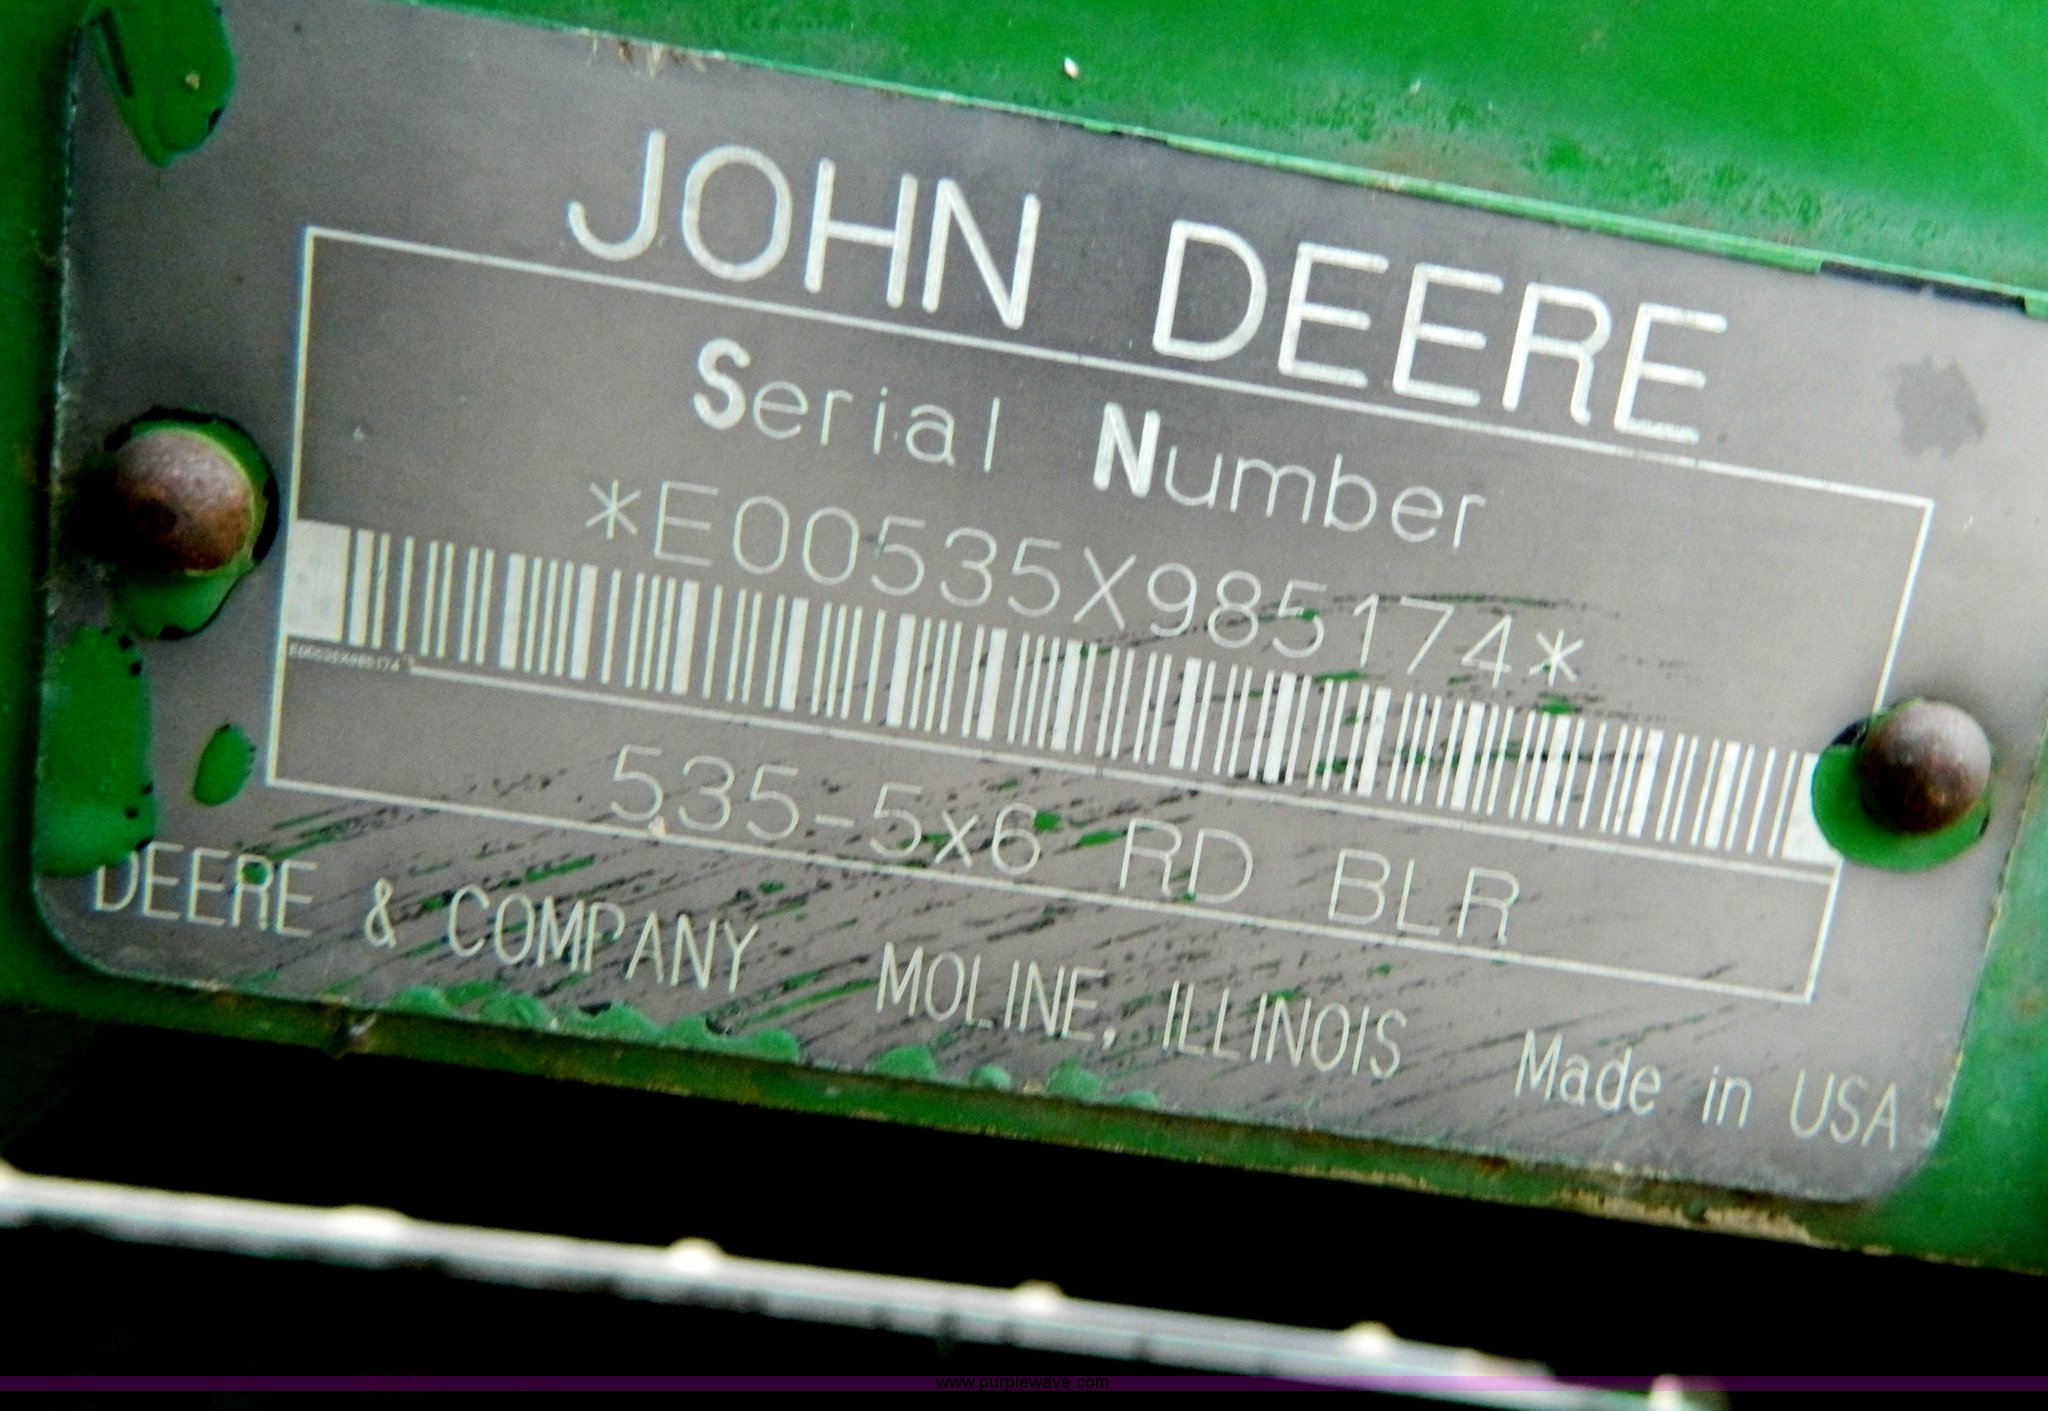 JOHN DEERE
Serial Number
*E00535X985174*
E00535X985174
535-5x6 RD BLR
DEERE & COMPANY MOLINE, ILLINOIS Made in USA
www.purplewave.com